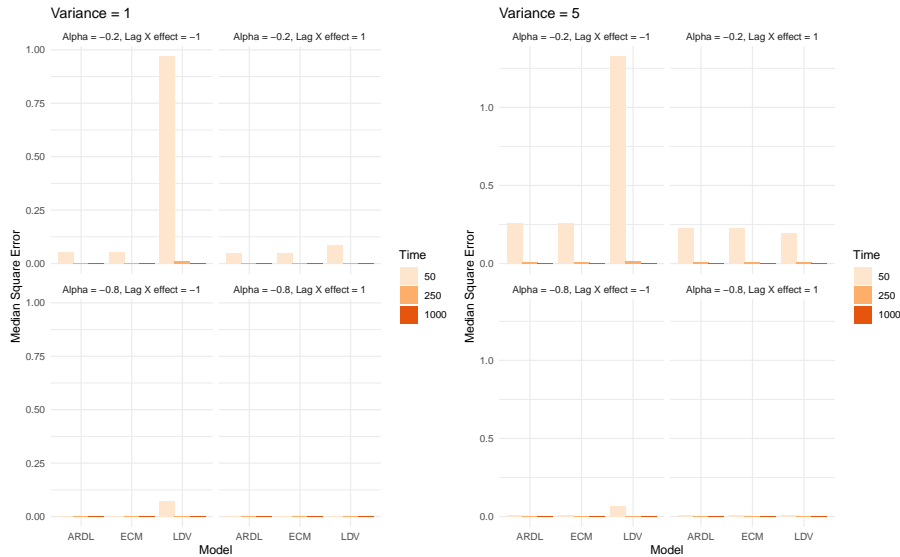 Variance = 1
Alpha = −0.2, Lag X effect = −1
Alpha = −0.2, Lag X effect = 1
1.00
0.75
0.50
0.25
0.00
Alpha = −0.8, Lag X effect = −1
Alpha = −0.8, Lag X effect = 1
1.00
0.75
0.50
0.25
0.00
Median Square Error
ARDL ECM LDV ARDL ECM LDV
Model
Time
50
250
1000
Variance = 5
Alpha = −0.2, Lag X effect = −1
Alpha = −0.2, Lag X effect = 1
1.0
0.5
0.0
Alpha = −0.8, Lag X effect = −1
Alpha = −0.8, Lag X effect = 1
1.0
0.5
0.0
Median Square Error
ARDL ECM LDV ARDL ECM LDV
Model
Time
50
250
1000